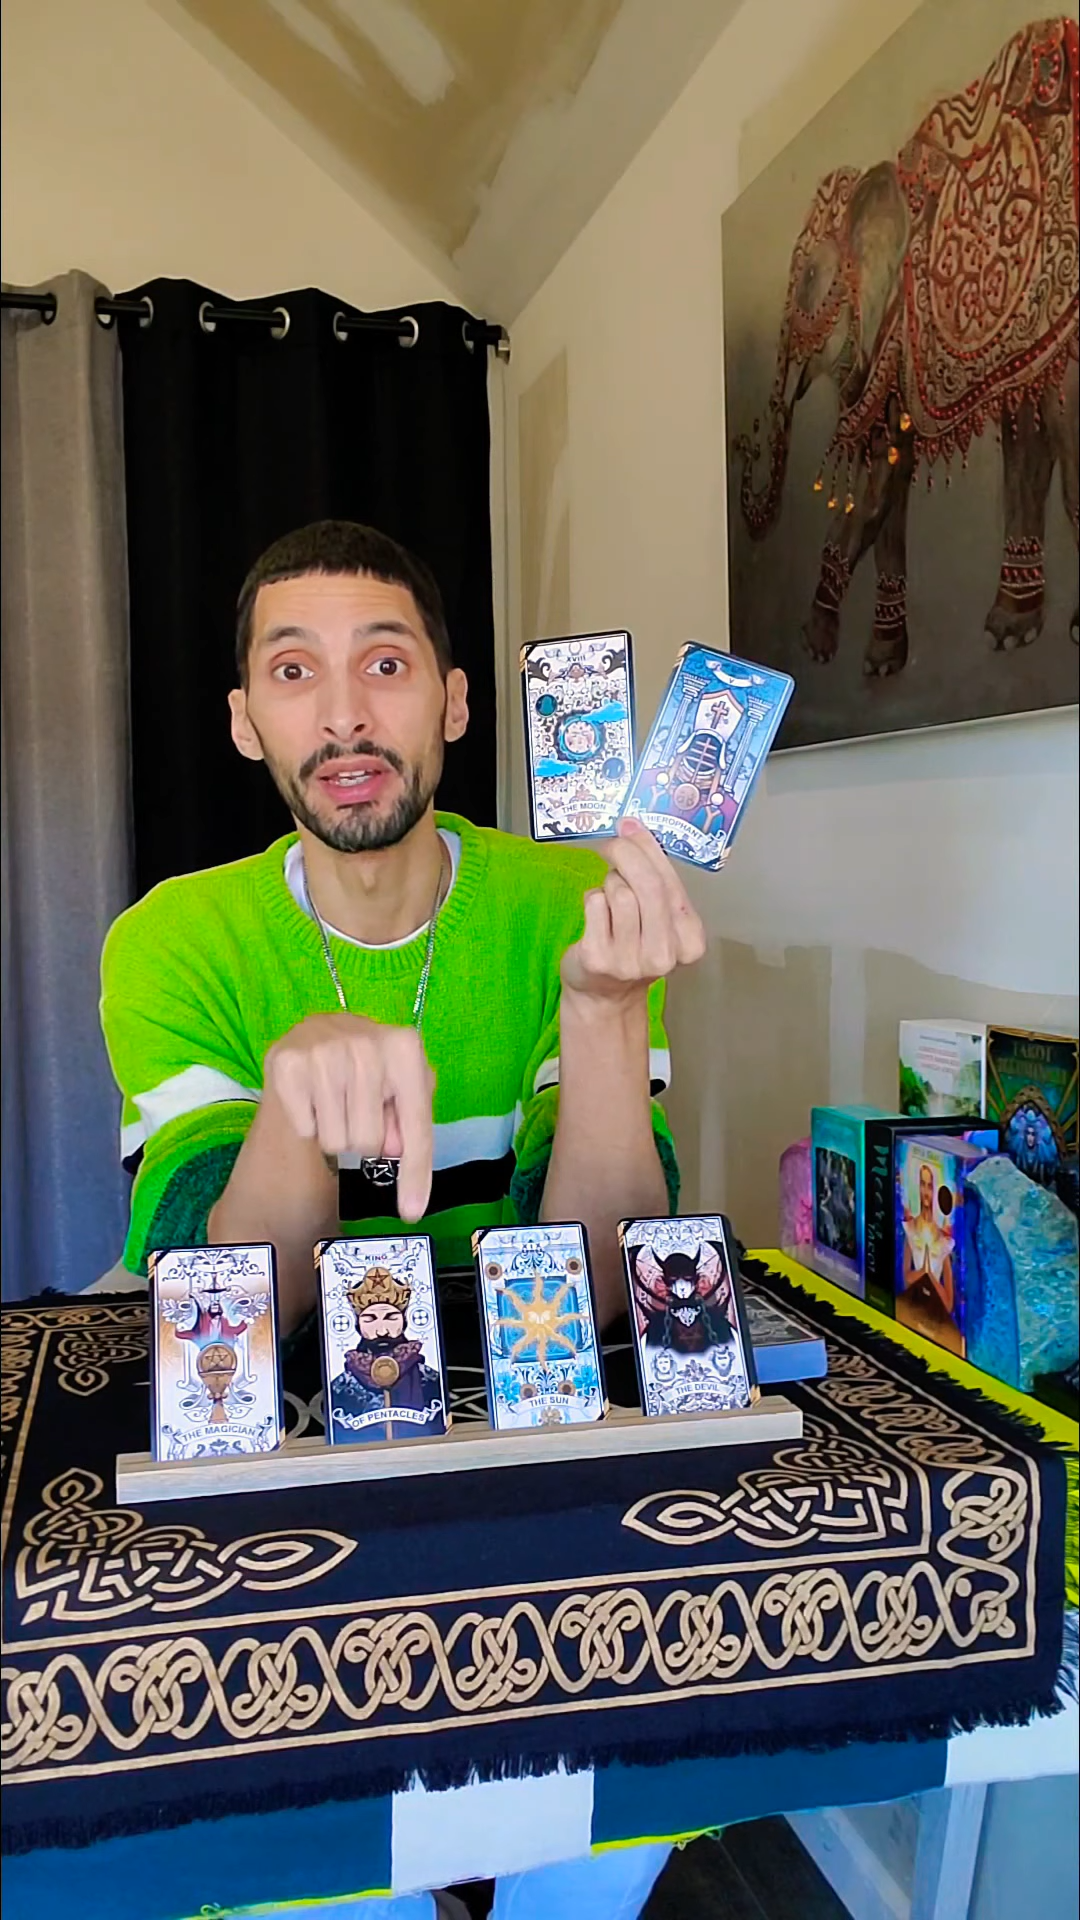 XVIII
THE MOON
V
HIEROPHANT
TAROT
KING
THE MAGICIAN
OF PENTACLES
THE SUN
THE DEVIL